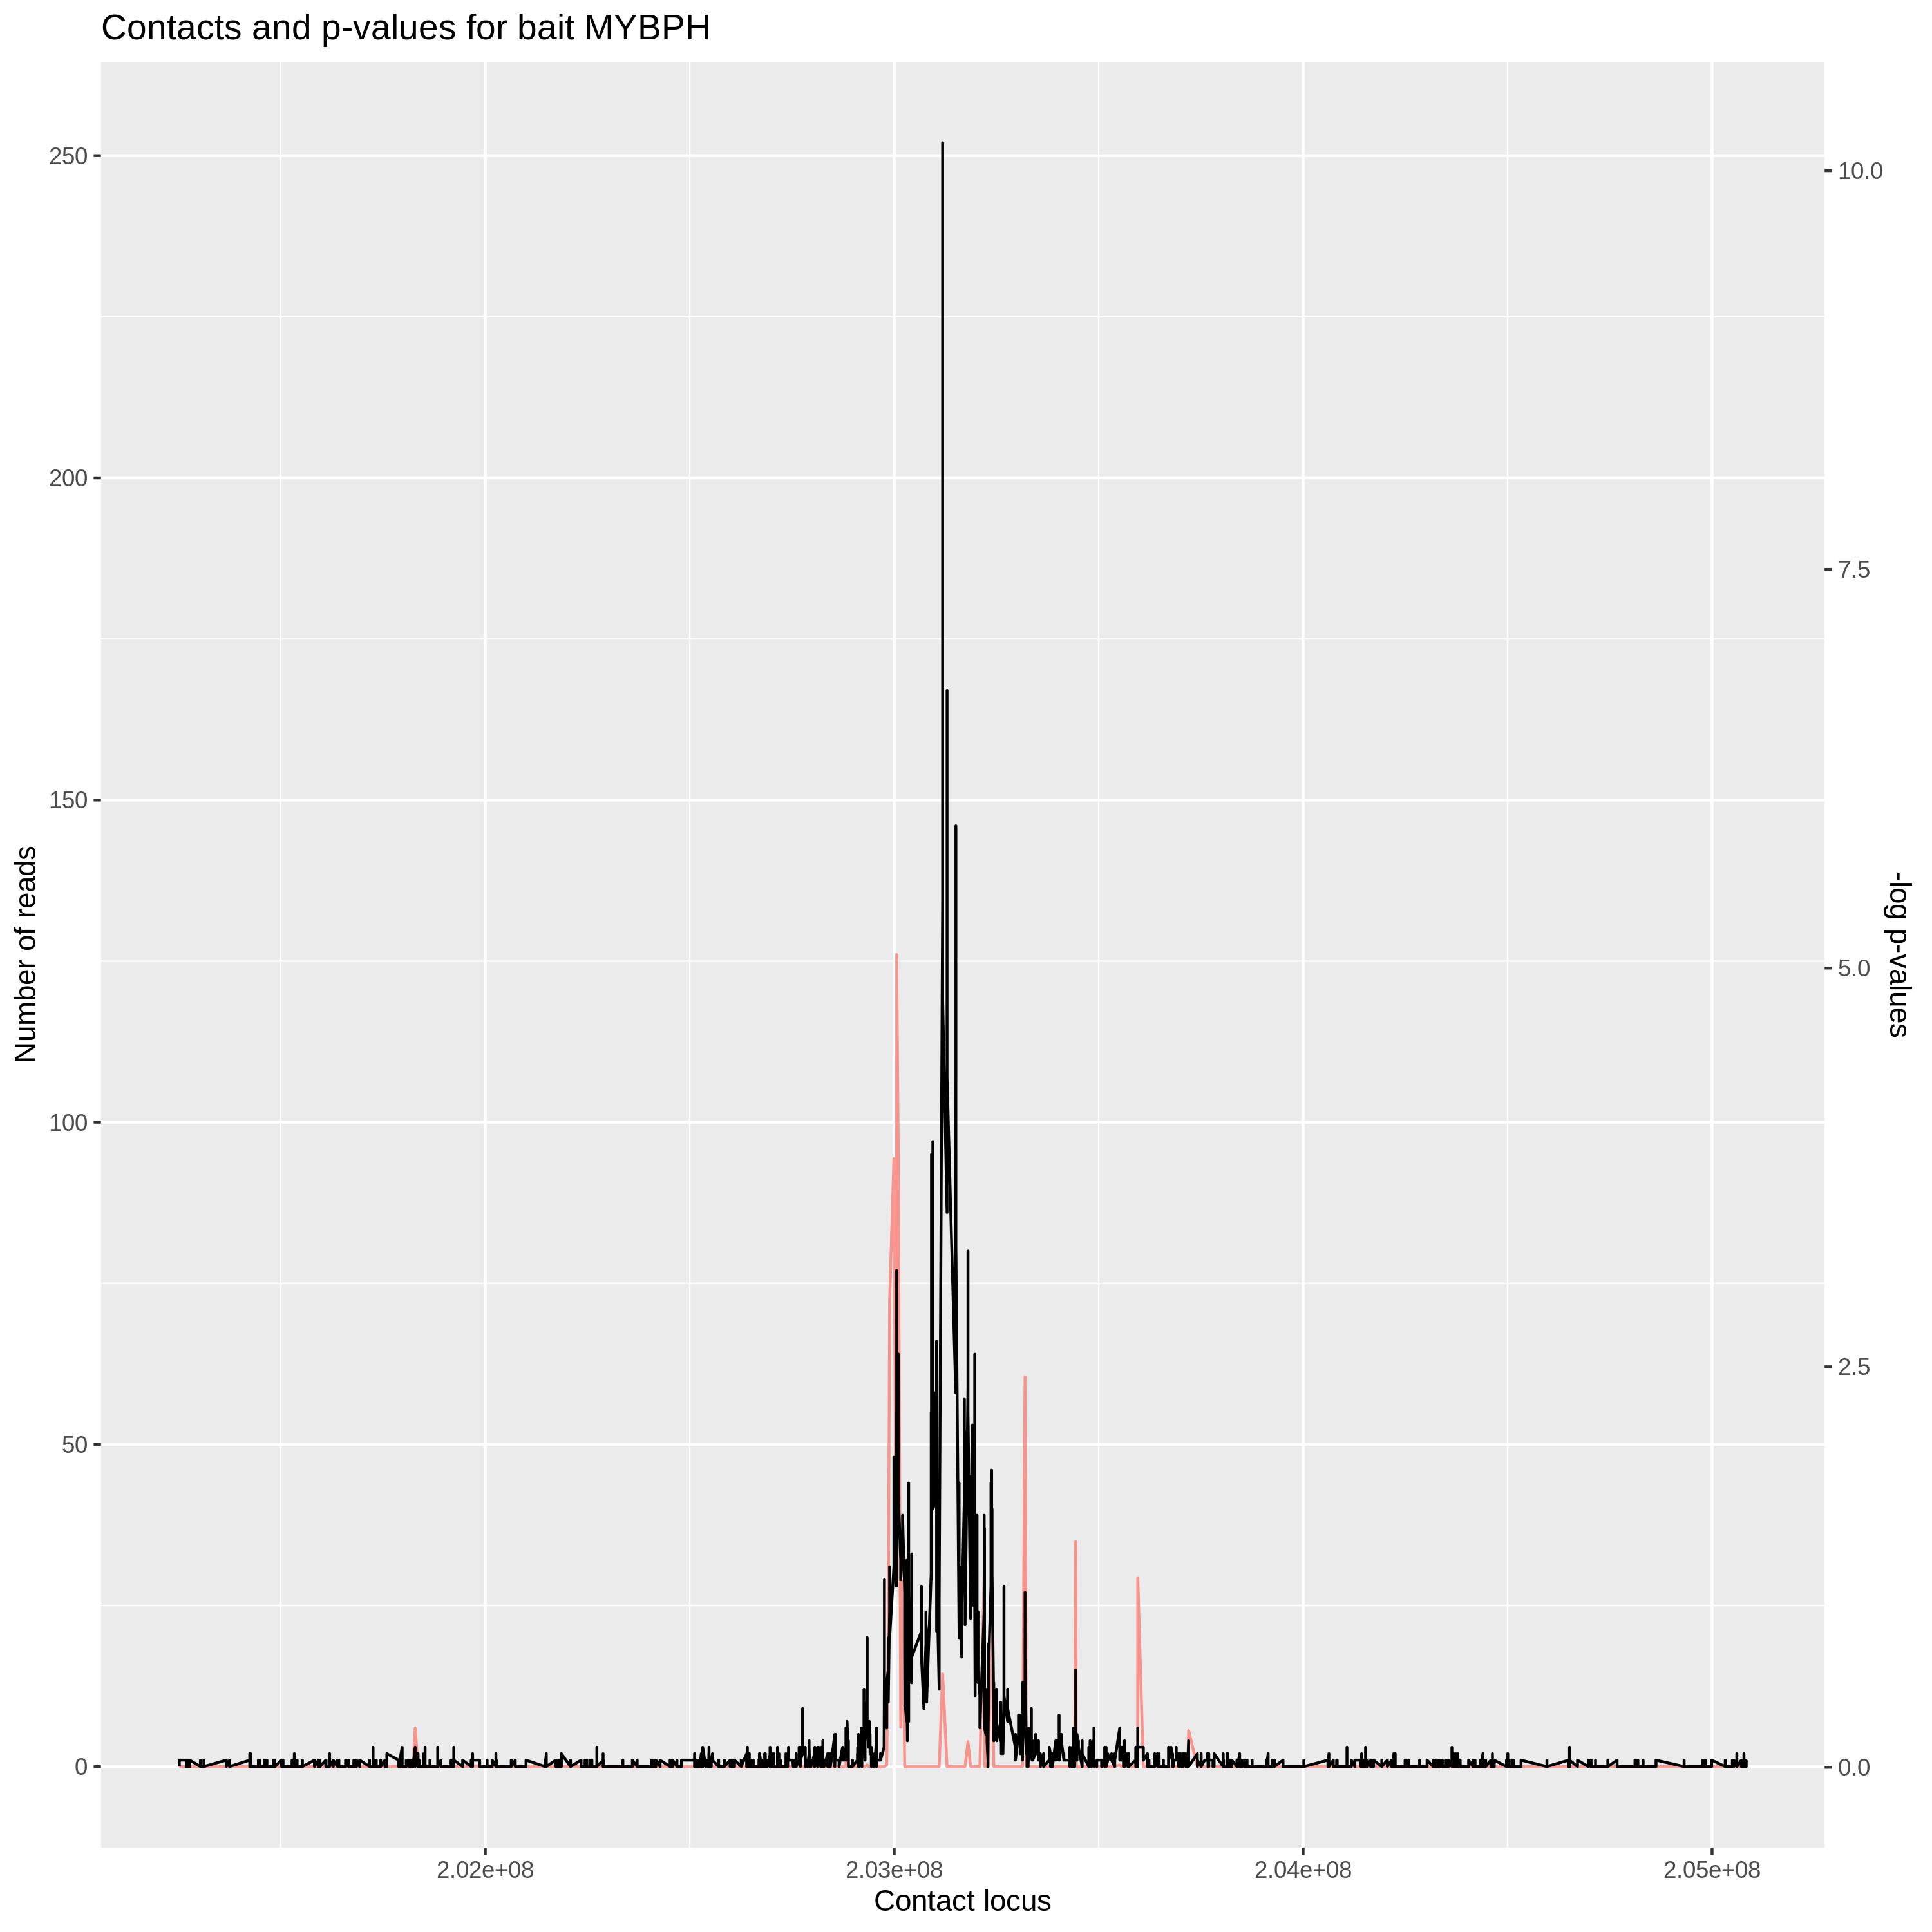 Contacts and p-values for bait MYBPH
250
200
150
100
50
0
Number of reads
10.0
7.5
5.0
2.5
0.0
-log p-values
2.02e+08
2.03e+08
2.04e+08
2.05e+08
Contact locus